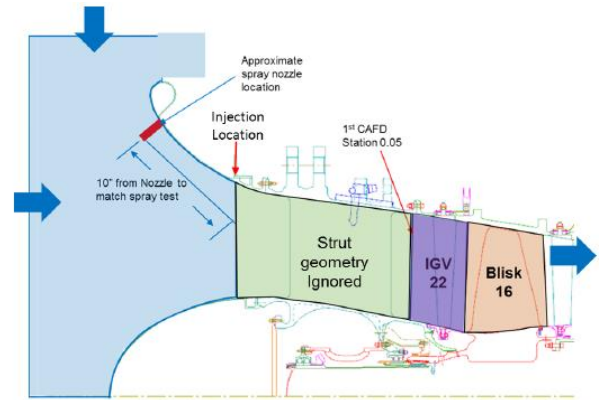 Approximate
spray nozzle
location
Injection
Location
1st CAFD
Station 0.05
10" from Nozzle to
match spray test
Strut
geometry
Ignored
IGV
22
Blisk
16